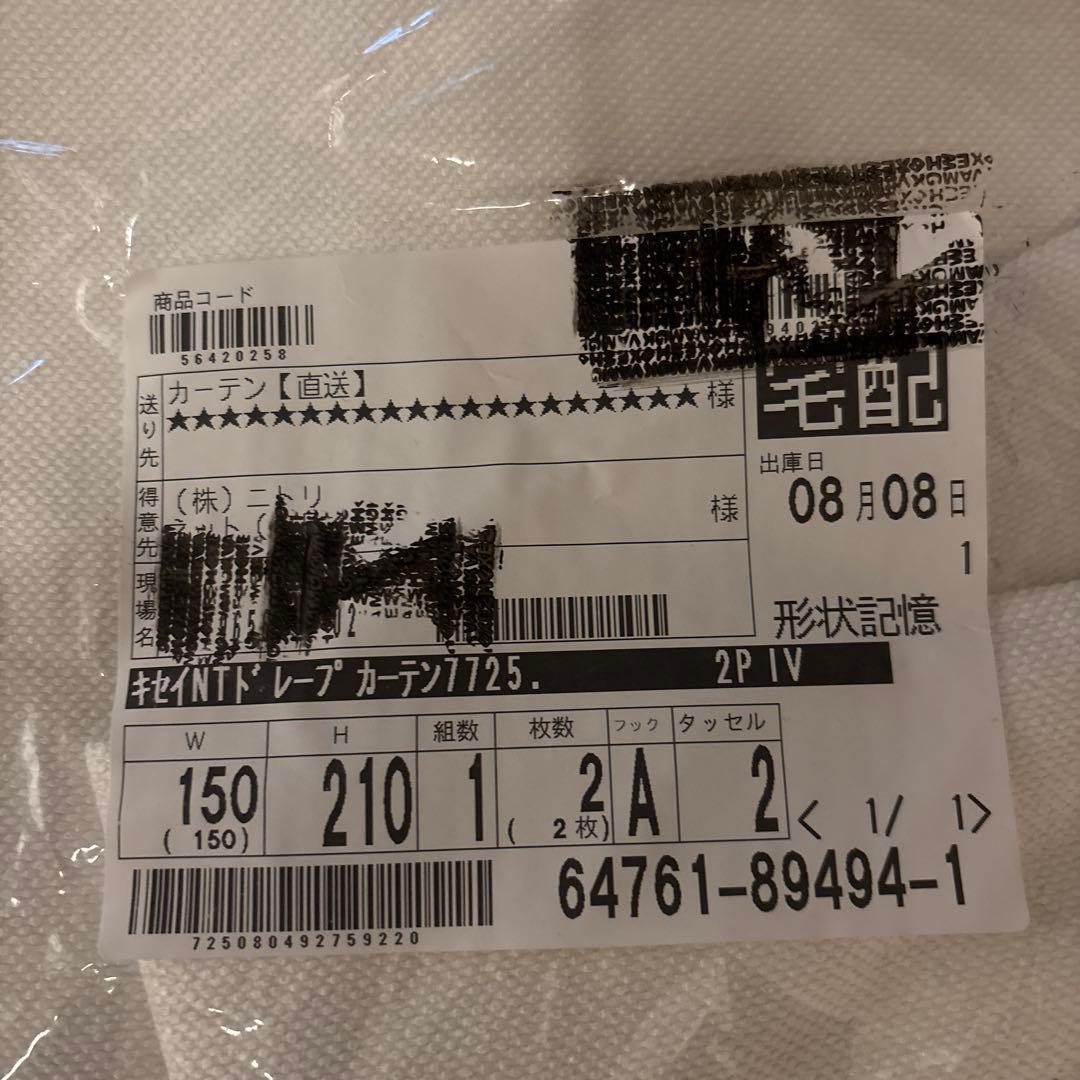 商品コード
56420258
宅配
送り先
カーテン【直送】
★★★★★★★★★★★★★★★★★★★★ 様
出庫日
08月08日
得意先
(株)ニトリ
ネット 様
1
現場名
形状記憶
キセイNTドレープカーテン7725. 2P IV
W H 組数 枚数 フック タッセル
150 210 1 2 A 2
(150) (2枚)
< 1/ 1>
64761-89494-1
725080492759220